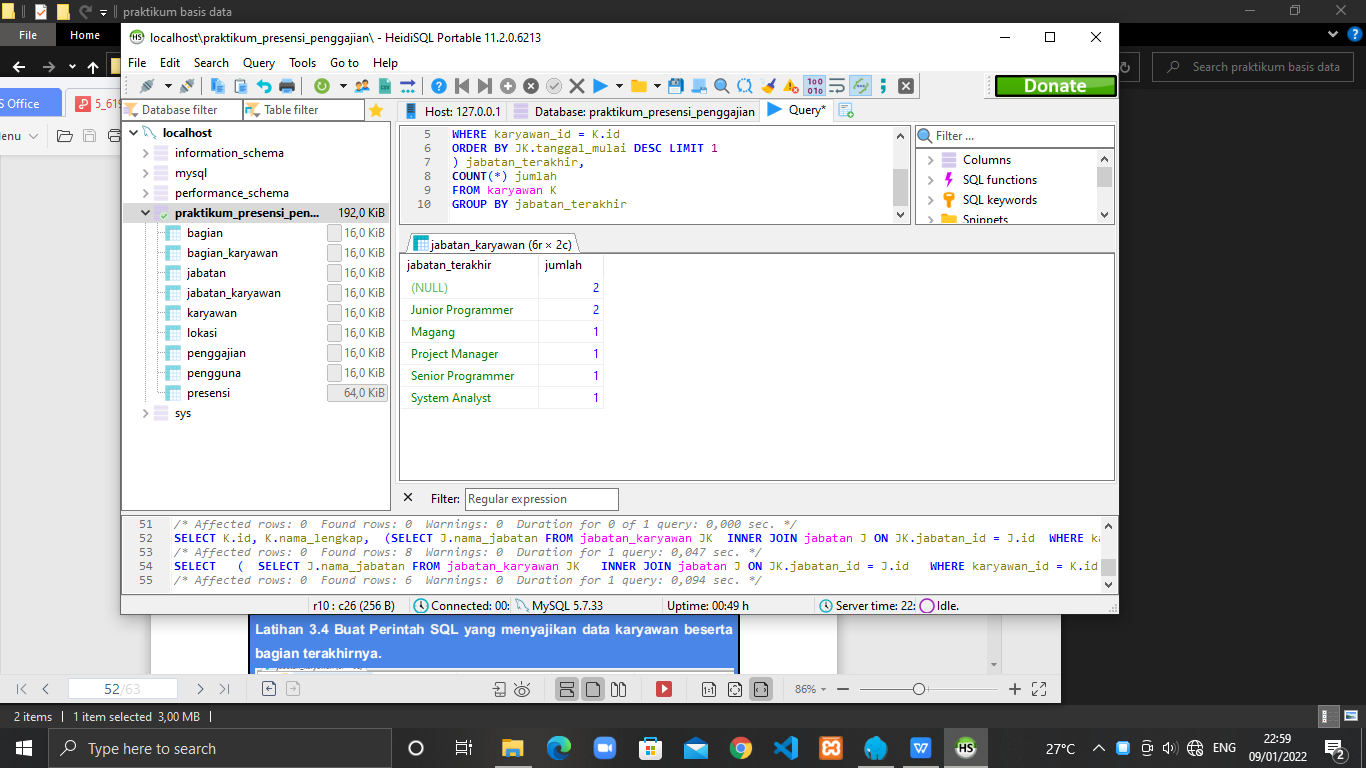 praktikum basis data
File
Home
Search praktikum basis data
localhost\praktikum_presensi_penggajian\ - HeidiSQL Portable 11.2.0.6213
File Edit Search Query Tools Go to Help
Donate
Database filter
Table filter
Host: 127.0.0.1
Database: praktikum_presensi_penggajian
Query*
S Office
5_619
enu
localhost
information_schema
mysql
performance_schema
praktikum_presensi_pen... 192,0 KiB
bagian 16,0 KiB
bagian_karyawan 16,0 KiB
jabatan 16,0 KiB
jabatan_karyawan 16,0 KiB
karyawan 16,0 KiB
lokasi 16,0 KiB
penggajian 16,0 KiB
pengguna 16,0 KiB
presensi 64,0 KiB
sys
5 WHERE karyawan_id = K.id
6 ORDER BY JK.tanggal_mulai DESC LIMIT 1
7 ) jabatan_terakhir,
8 COUNT(*) jumlah
9 FROM karyawan K
10 GROUP BY jabatan_terakhir
Filter ...
Columns
SQL functions
SQL keywords
Snippets
jabatan_karyawan (6r × 2c)
jabatan_terakhir jumlah
(NULL) 2
Junior Programmer 2
Magang 1
Project Manager 1
Senior Programmer 1
System Analyst 1
Filter: Regular expression
51 /* Affected rows: 0 Found rows: 0 Warnings: 0 Duration for 0 of 1 query: 0,000 sec. */
52 SELECT K.id, K.nama_lengkap, (SELECT J.nama_jabatan FROM jabatan_karyawan JK INNER JOIN jabatan J ON JK.jabatan_id = J.id WHERE ka
53 /* Affected rows: 0 Found rows: 8 Warnings: 0 Duration for 1 query: 0,047 sec. */
54 SELECT ( SELECT J.nama_jabatan FROM jabatan_karyawan JK INNER JOIN jabatan J ON JK.jabatan_id = J.id WHERE karyawan_id = K.id
55 /* Affected rows: 0 Found rows: 6 Warnings: 0 Duration for 1 query: 0,094 sec. */
r10 : c26 (256 B)
Connected: 00:
MySQL 5.7.33
Uptime: 00:49 h
Server time: 22:
Idle.
Latihan 3.4 Buat Perintah SQL yang menyajikan data karyawan beserta
bagian terakhirnya.
52/63
86%
2 items
1 item selected 3,00 MB
Type here to search
27°C
ENG
22:59
09/01/2022
2